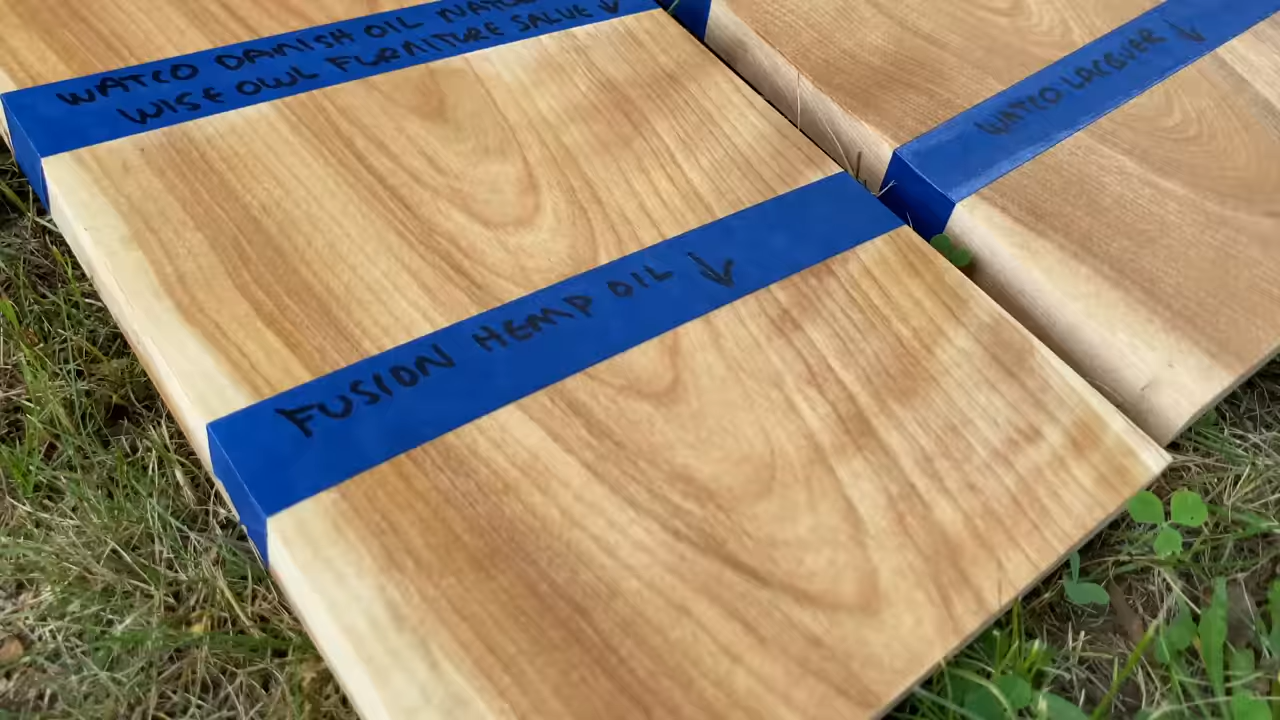 WATCO DANISH OIL
WISE OWL FURNITURE SALVE ↓
WATCO LACQUER ↓
FUSION HEMP OIL ↓